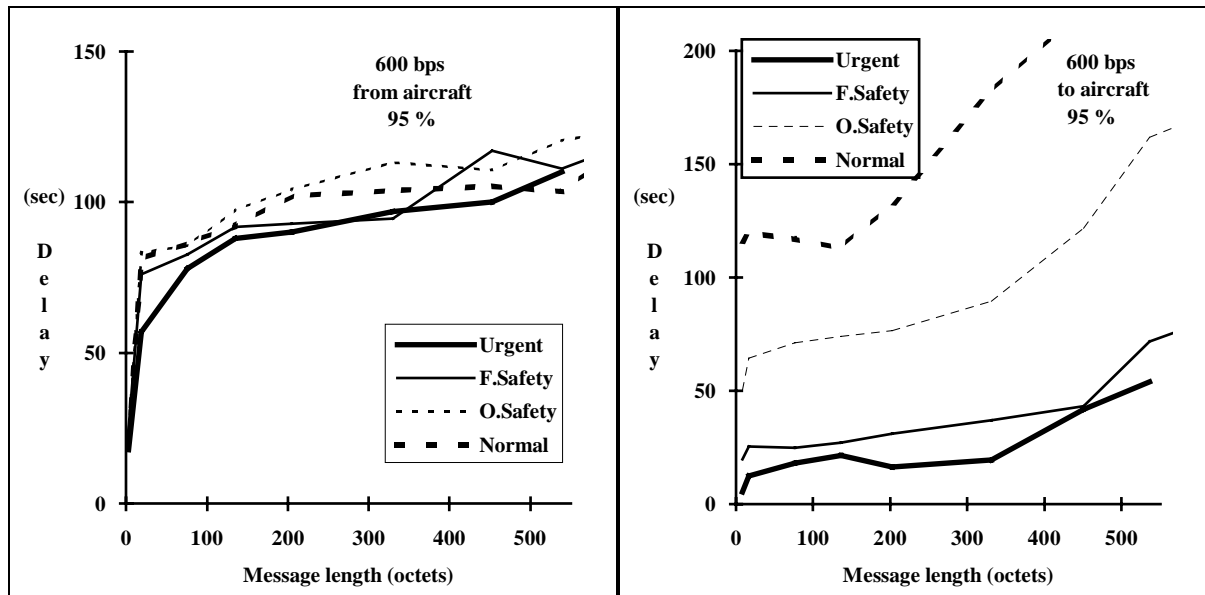 150
100
50
0
(sec)
D
e
l
a
y
600 bps
from aircraft
95 %
Urgent
F.Safety
O.Safety
Normal
0 100 200 300 400 500
Message length (octets)
200
150
100
50
0
(sec)
D
e
l
a
y
Urgent
F.Safety
O.Safety
Normal
600 bps
to aircraft
95 %
0 100 200 300 400 500
Message length (octets)